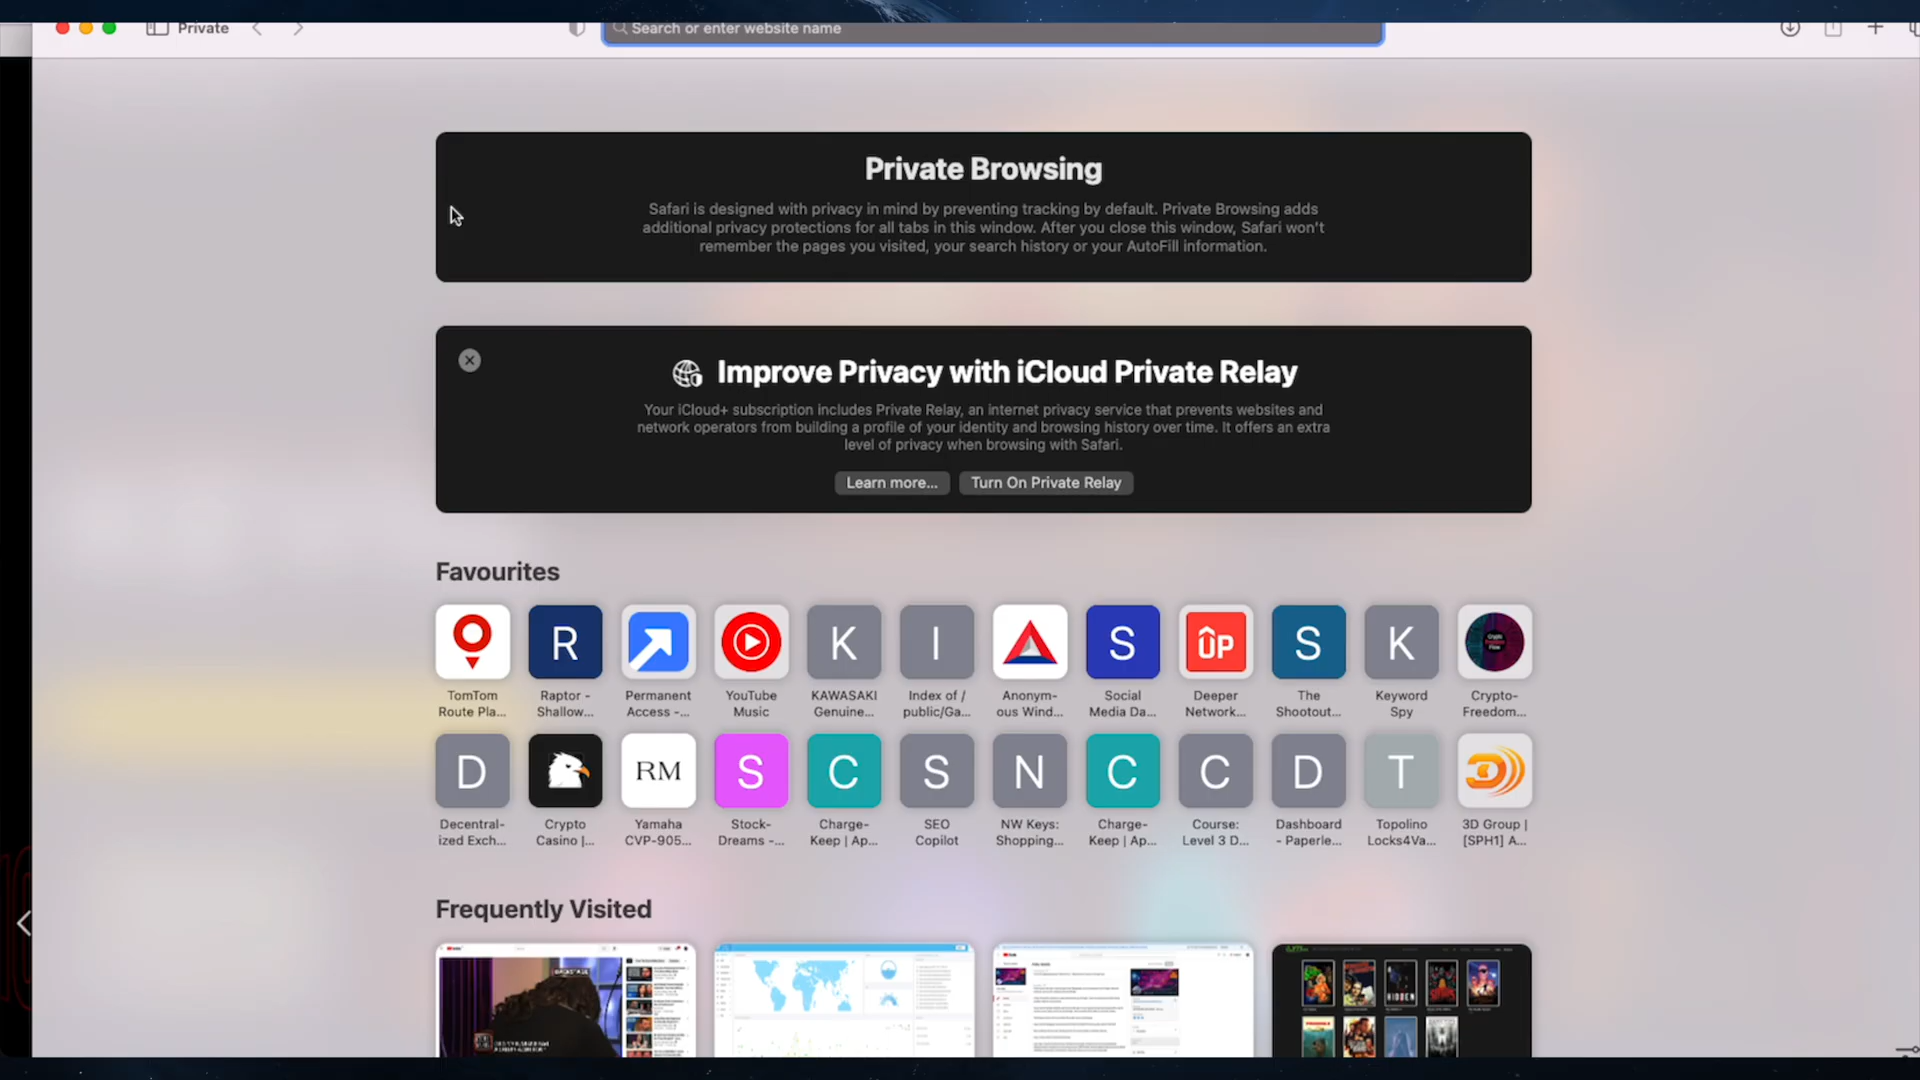 Private
Search or enter website name
Private Browsing
Safari is designed with privacy in mind by preventing tracking by default. Private Browsing adds
additional privacy protections for all tabs in this window. After you close this window, Safari won't
remember the pages you visited, your search history or your AutoFill information.
Improve Privacy with iCloud Private Relay
Your iCloud+ subscription includes Private Relay, an internet privacy service that prevents websites and
network operators from building a profile of your identity and browsing history over time. It offers an extra
level of privacy when browsing with Safari.
Learn more... Turn On Private Relay
Favourites
R K I S ÛP S K
TomTom Raptor - Permanent YouTube KAWASAKI Index of / Anonym- Social Deeper The Keyword Crypto-
Route Pla... Shallow... Access -... Music Genuine... public/Ga... ous Wind... Media Da... Network... Shootout... Spy Freedom...
D RM S C S N C C D T
Decentral- Crypto Yamaha Stock- Charge- SEO NW Keys: Charge- Course: Dashboard Topolino 3D Group |
ized Exch... Casino |... CVP-905... Dreams -... Keep | Ap... Copilot Shopping... Keep | Ap... Level 3 D... - Paperle... Locks4Va... [SPH1] A...
Frequently Visited
HIDDEN